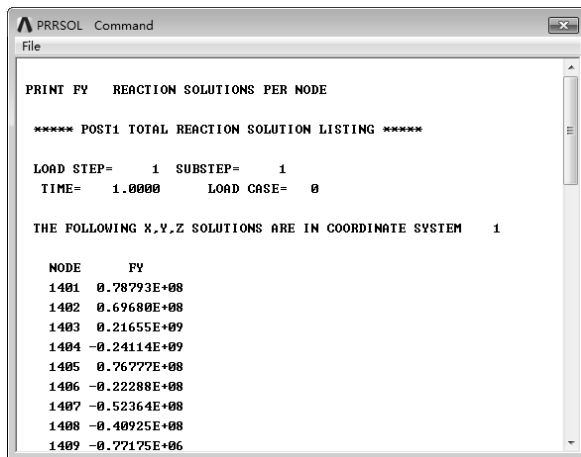 PRRSOL Command
File
PRINT FY REACTION SOLUTIONS PER NODE
***** POST1 TOTAL REACTION SOLUTION LISTING *****
LOAD STEP= 1 SUBSTEP= 1
TIME= 1.0000 LOAD CASE= 0
THE FOLLOWING X,Y,Z SOLUTIONS ARE IN COORDINATE SYSTEM 1
NODE FY
1401 0.78793E+08
1402 0.69680E+08
1403 0.21655E+09
1404 -0.24114E+09
1405 0.76777E+08
1406 -0.22288E+08
1407 -0.52364E+08
1408 -0.40925E+08
1409 -0.77175E+06